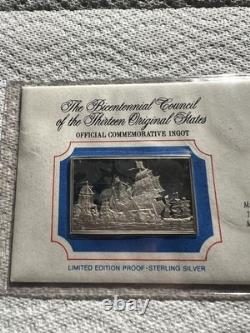 The Bicentennial Council
of the Thirteen Original States
OFFICIAL COMMEMORATIVE INGOT
LIMITED EDITION PROOF-STERLING SILVER